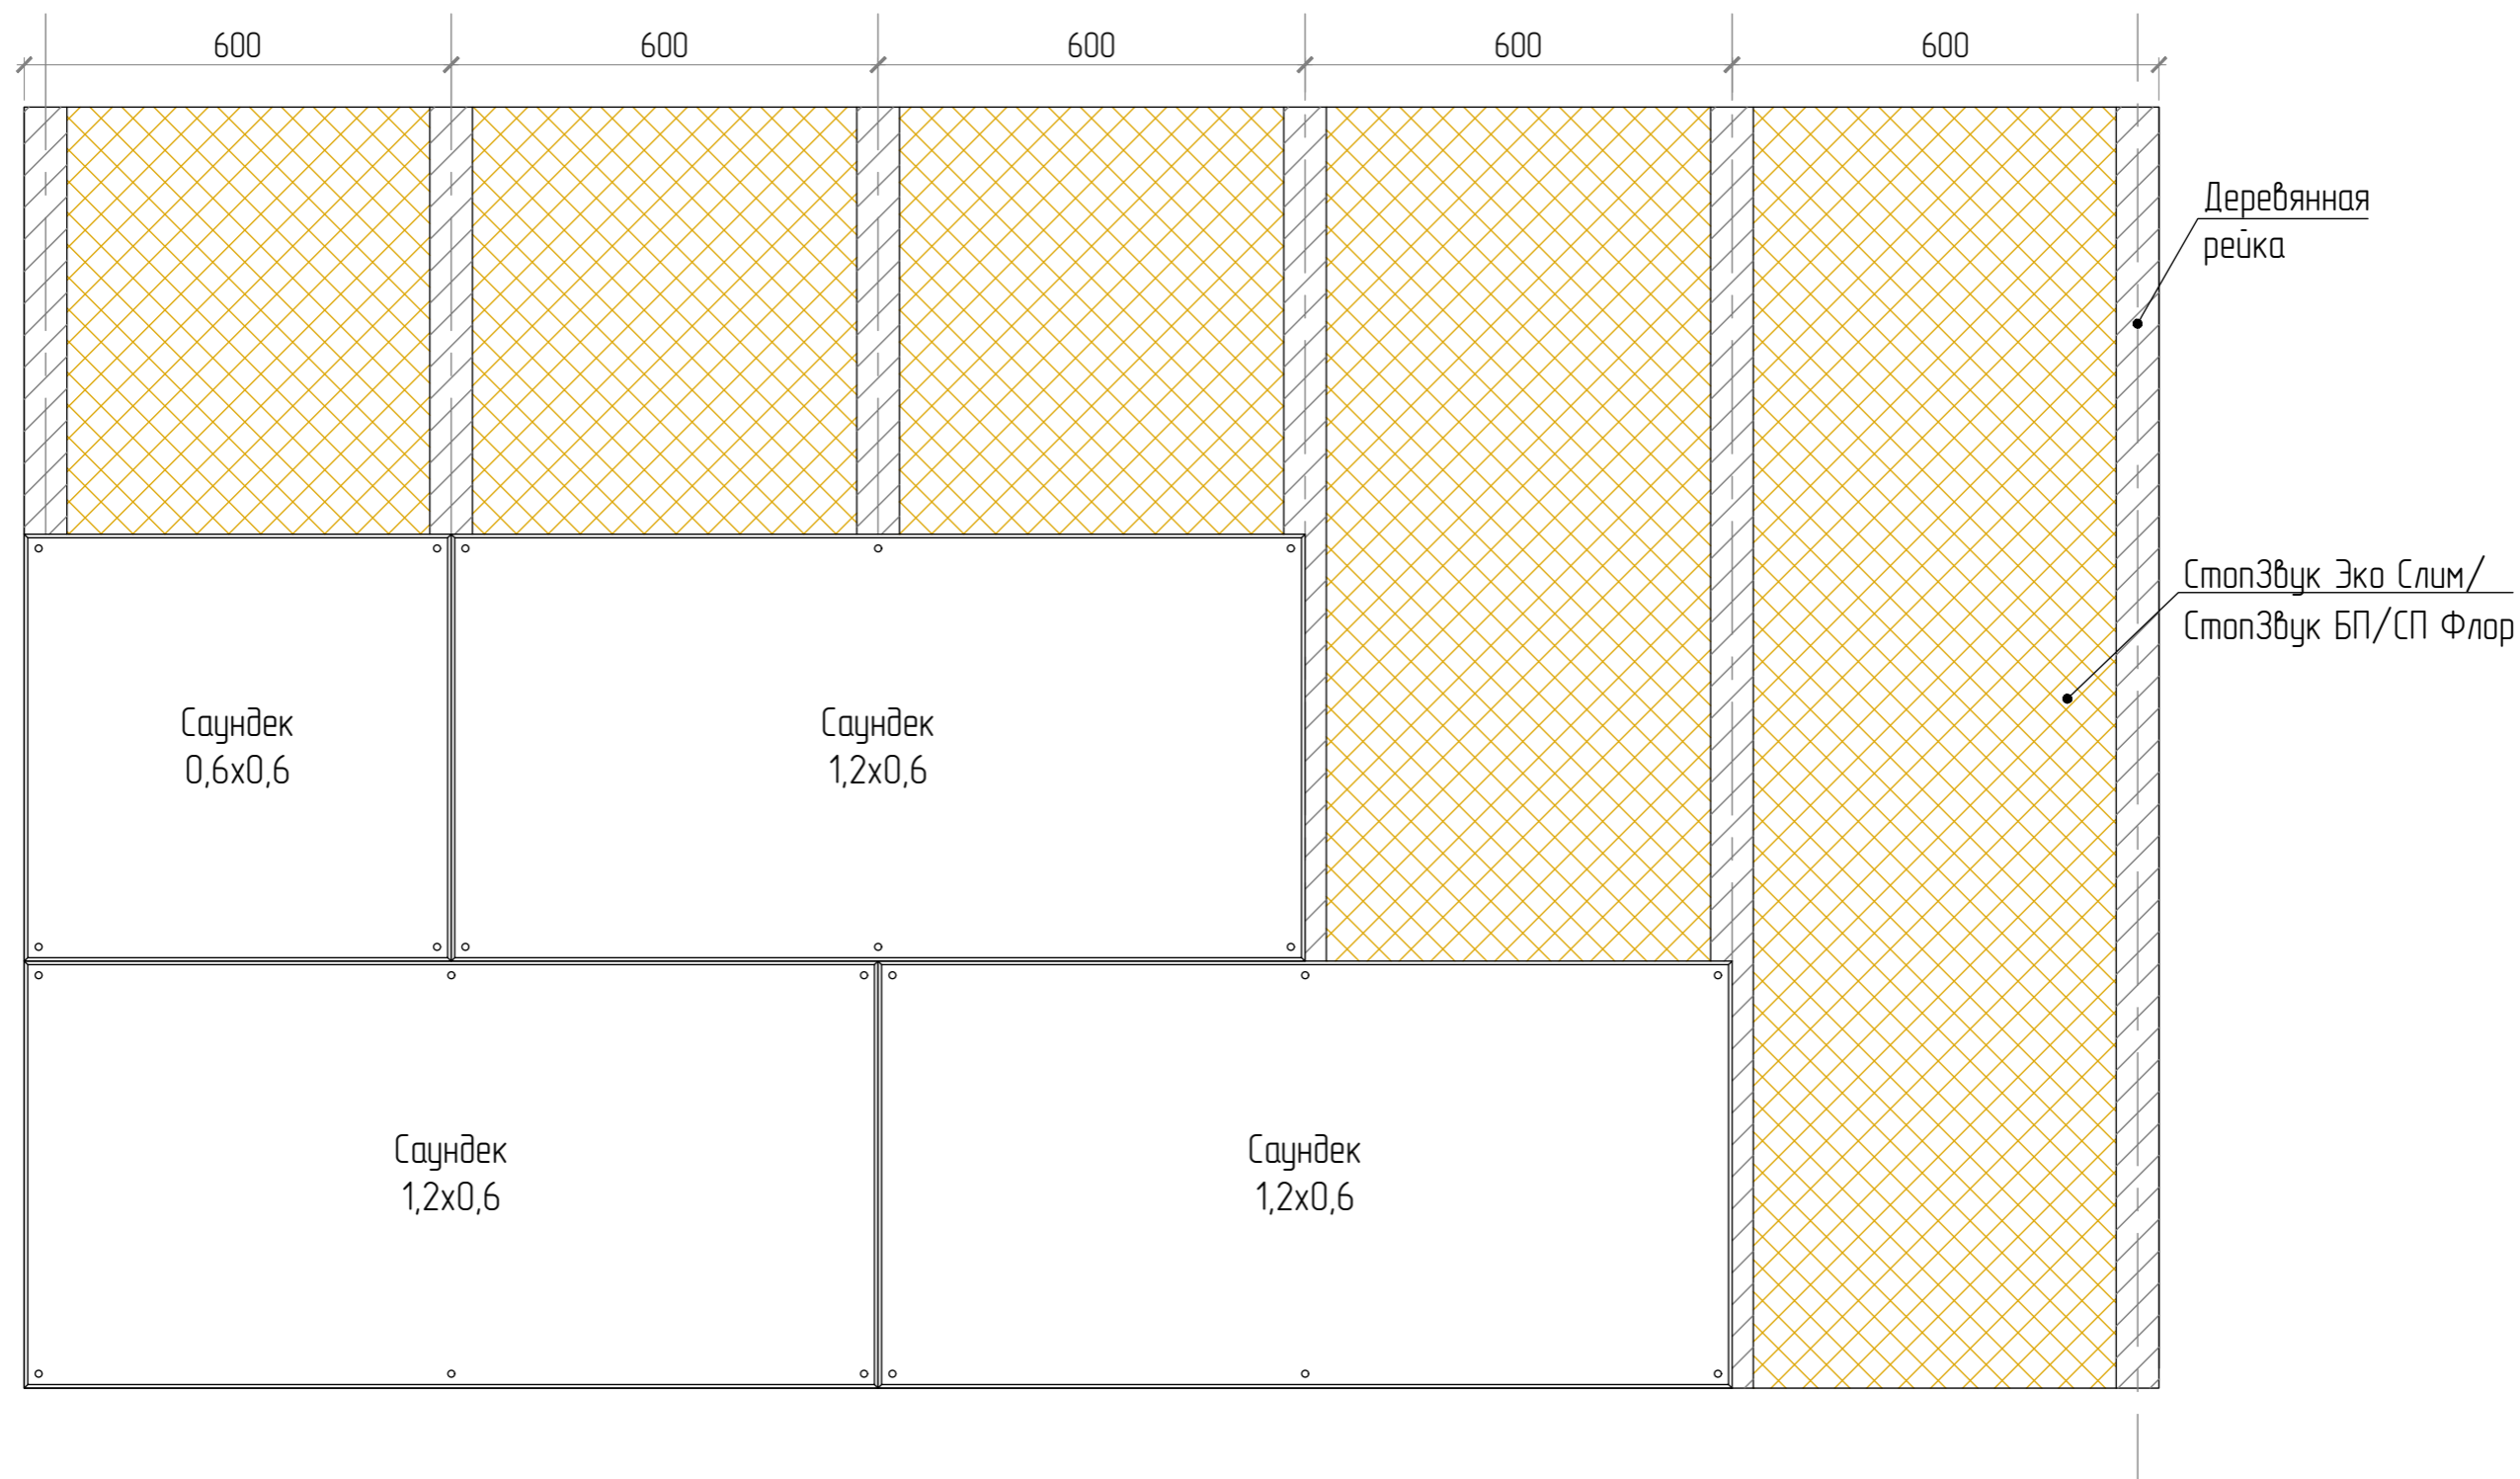 600
600
600
600
600
Деревянная
рейка
СтопЗвук Эко Слим/
СтопЗвук БП/СП Флор
Саундек
0,6х0,6
Саундек
1,2х0,6
Саундек
1,2х0,6
Саундек
1,2х0,6